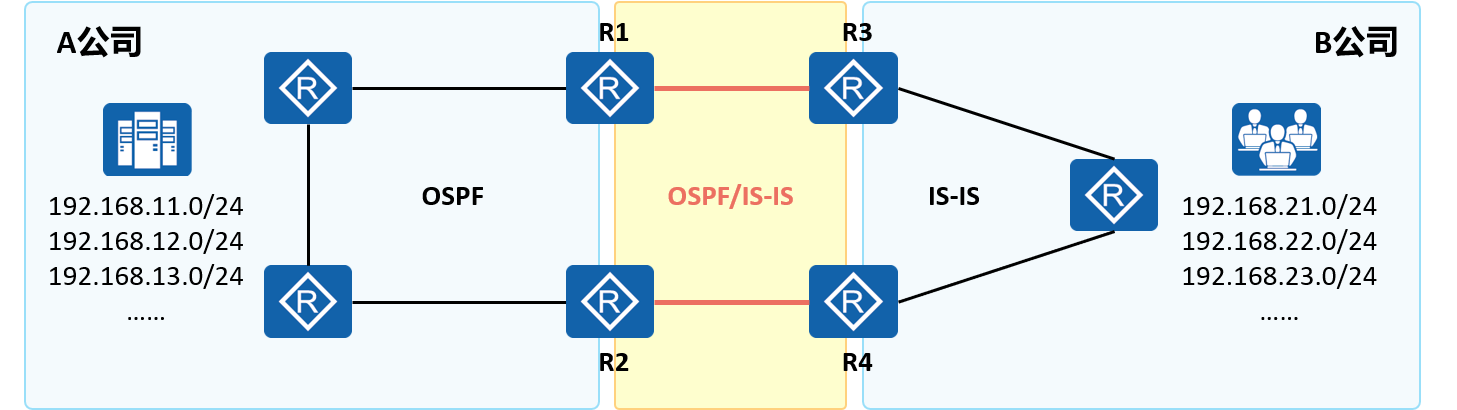 A公司
R1
R3
B公司
R
R
R
192.168.11.0/24
192.168.12.0/24
192.168.13.0/24
……
OSPF
OSPF/IS-IS
IS-IS
R
192.168.21.0/24
192.168.22.0/24
192.168.23.0/24
……
R
R
R
R2
R4